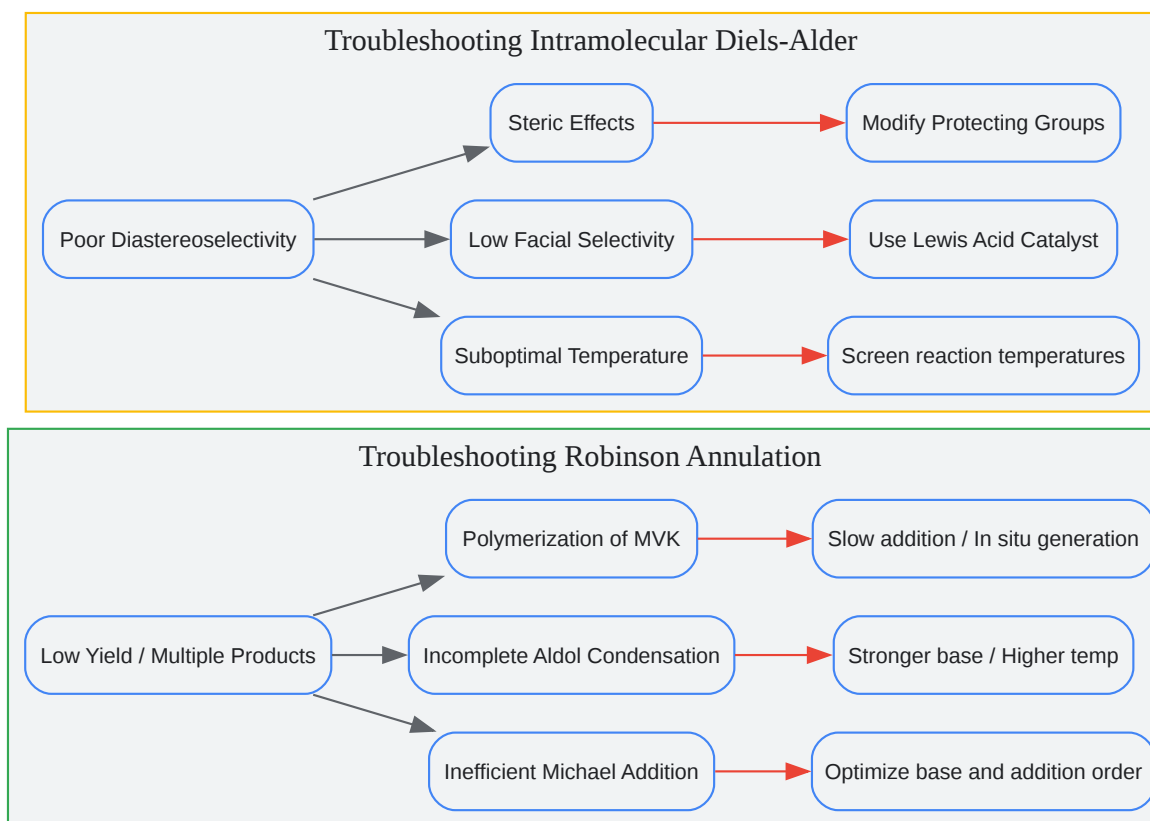 Troubleshooting Intramolecular Diels-Alder
Steric Effects
Modify Protecting Groups
Poor Diastereoselectivity
Low Facial Selectivity
Use Lewis Acid Catalyst
Suboptimal Temperature
Screen reaction temperatures
Troubleshooting Robinson Annulation
Polymerization of MVK
Slow addition / In situ generation
Low Yield / Multiple Products
Incomplete Aldol Condensation
Stronger base / Higher temp
Inefficient Michael Addition
Optimize base and addition order